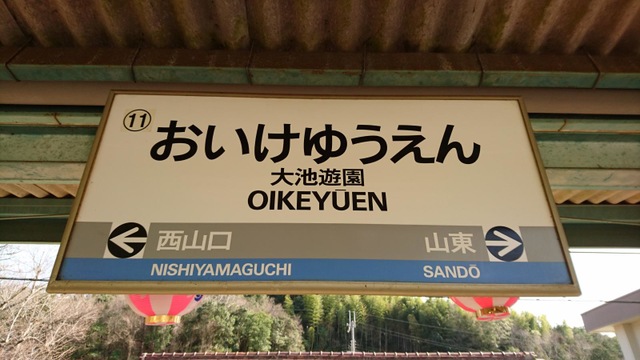 11
おいけゆうえん
大池遊園
OIKEYŪEN
西山口 山東
NISHIYAMAGUCHI SANDŌ